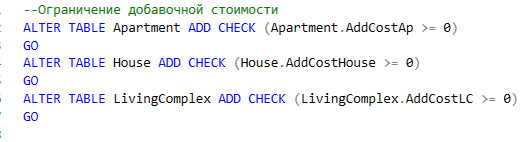 --Ограничение добавочной стоимости
ALTER TABLE Apartment ADD CHECK (Apartment.AddCostAp >= 0)
GO
ALTER TABLE House ADD CHECK (House.AddCostHouse >= 0)
GO
ALTER TABLE LivingComplex ADD CHECK (LivingComplex.AddCostLC >= 0)
GO